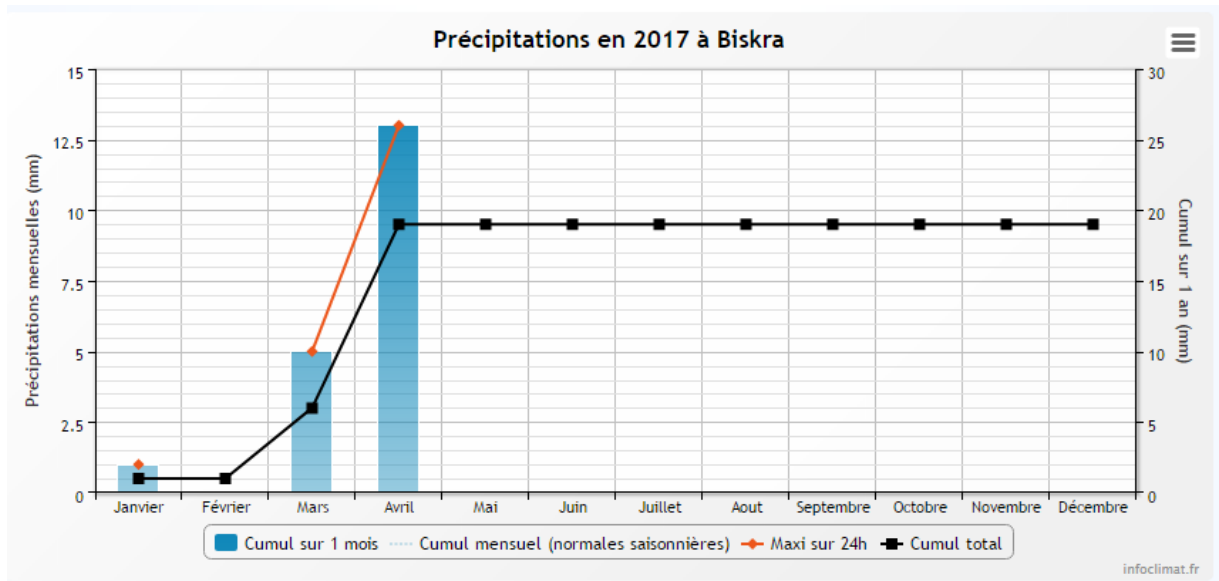 Précipitations en 2017 à Biskra
15
12.5
10
7.5
5
2.5
0
Précipitations mensuelles (mm)
30
25
20
15
10
5
0
Cumul sur 1 an (mm)
Janvier Février Mars Avril Mai Juin Juillet Aout Septembre Octobre Novembre Décembre
Cumul sur 1 mois Cumul mensuel (normales saisonnières) Maxi sur 24h Cumul total
infoclimat.fr